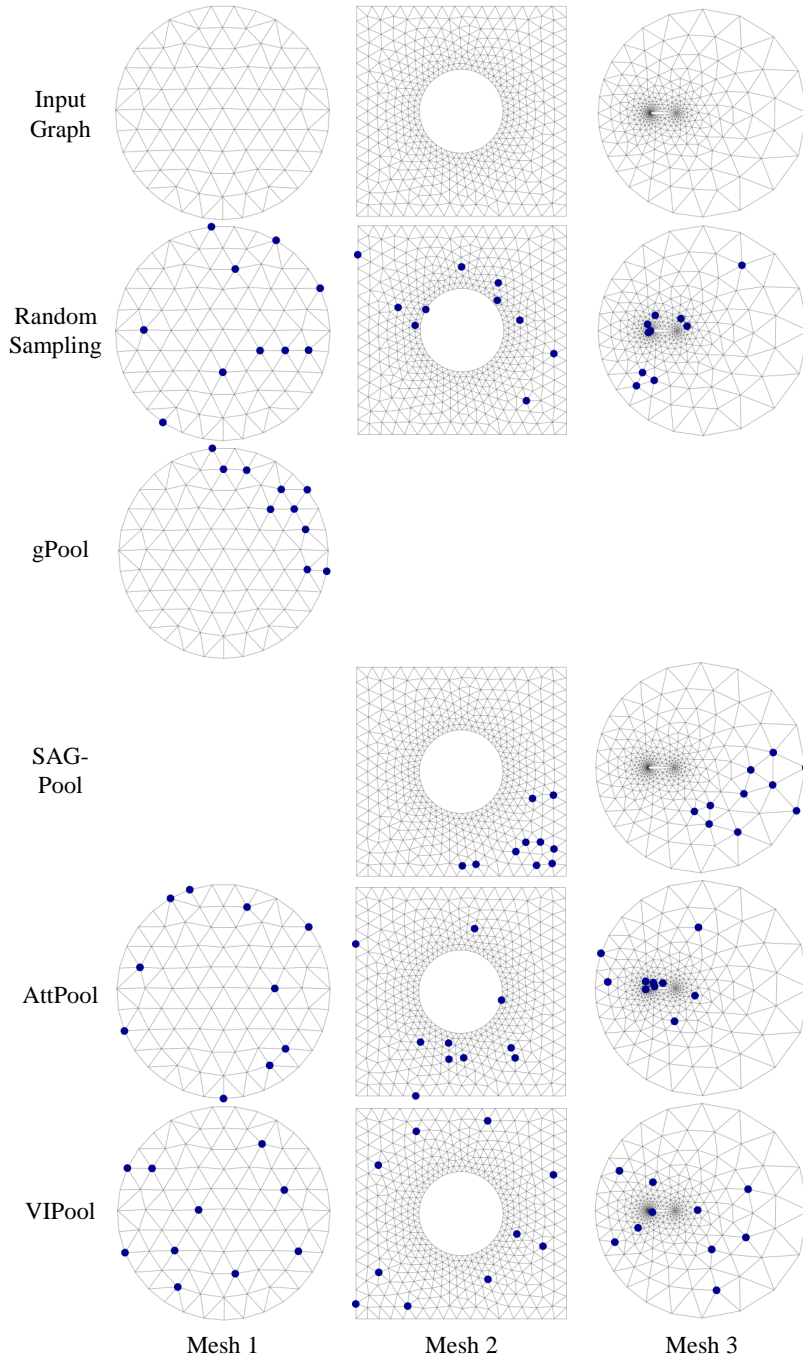 Input
Graph
Random
Sampling
gPool
SAG-
Pool
AttPool
VIPool
Mesh 1
Mesh 2
Mesh 3